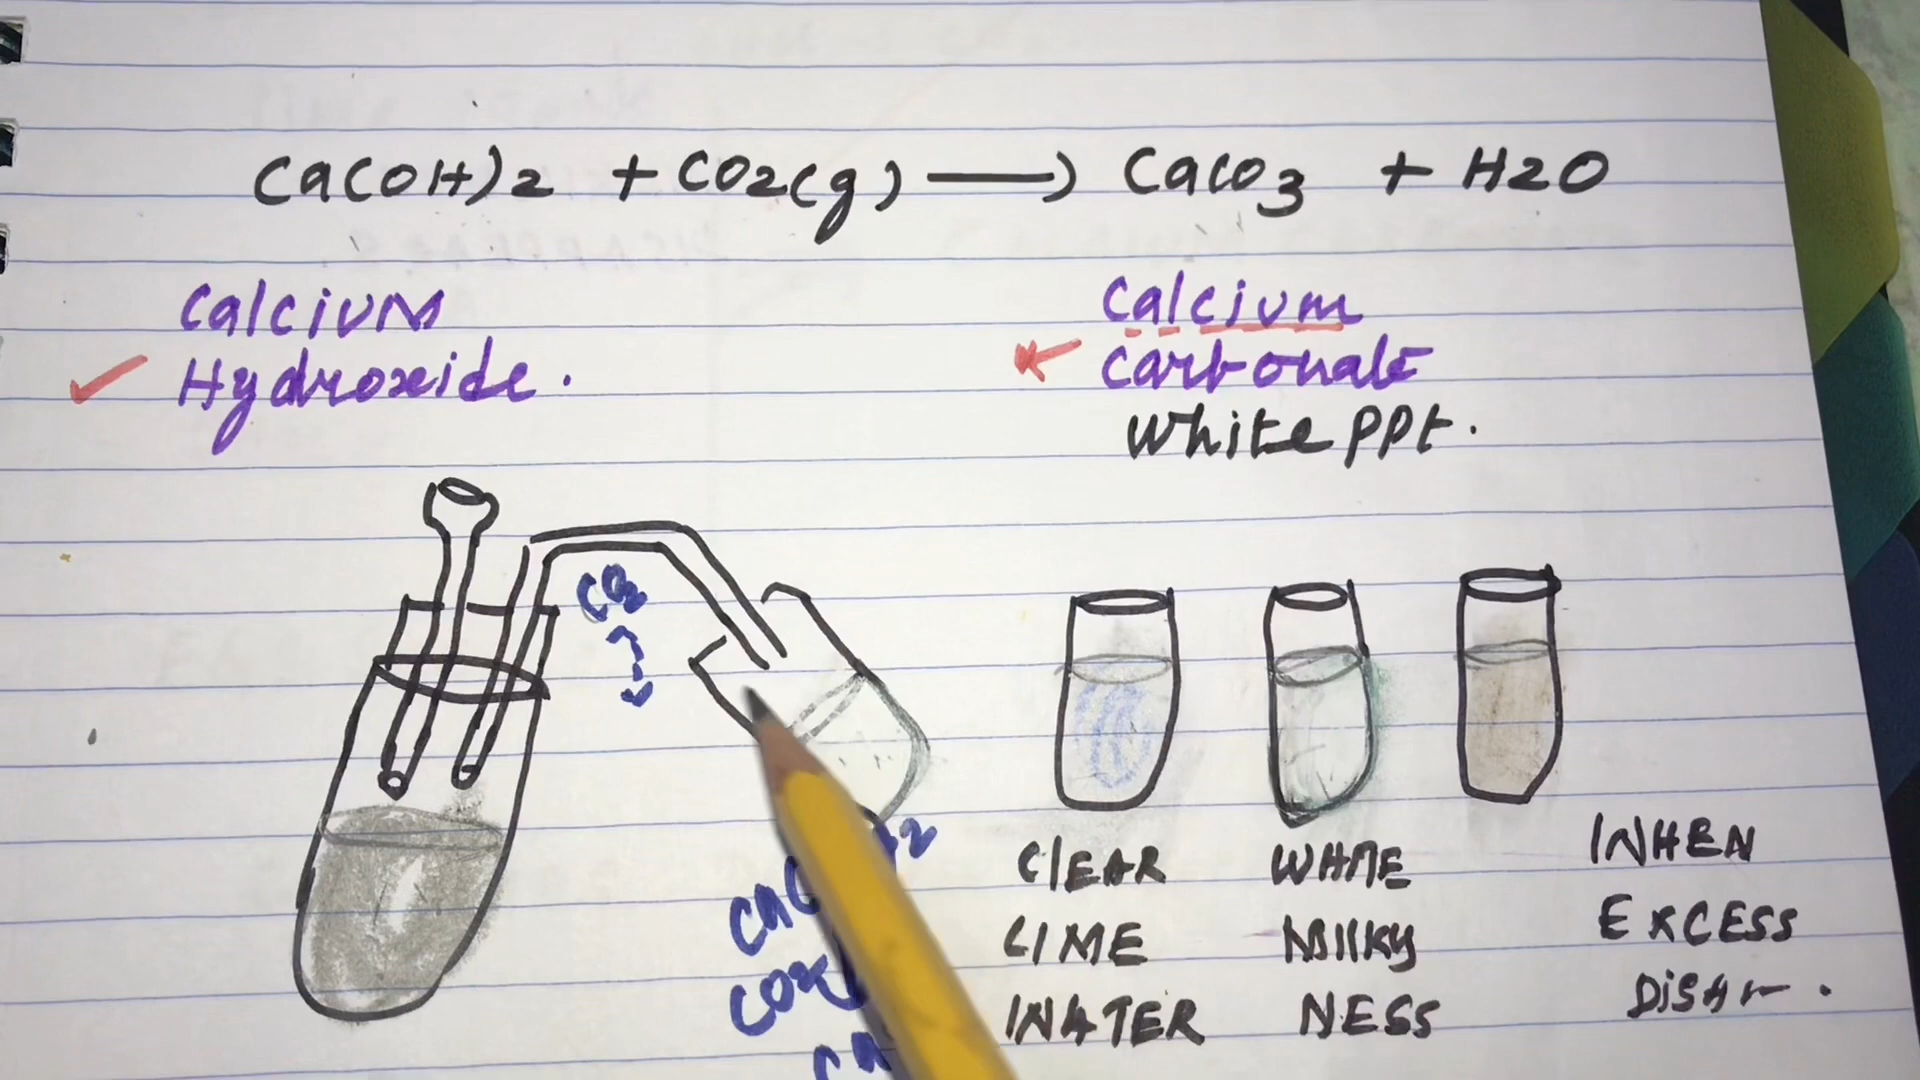 Ca(OH)2 + CO2(g) ⟶ CaCO3 + H2O
Calcium
Hydroxide.
Calcium
Carbonate
White PPt.
CO2
CLEAR
LIME
WATER
WHITE
MILKY
NESS
WHEN
EXCESS